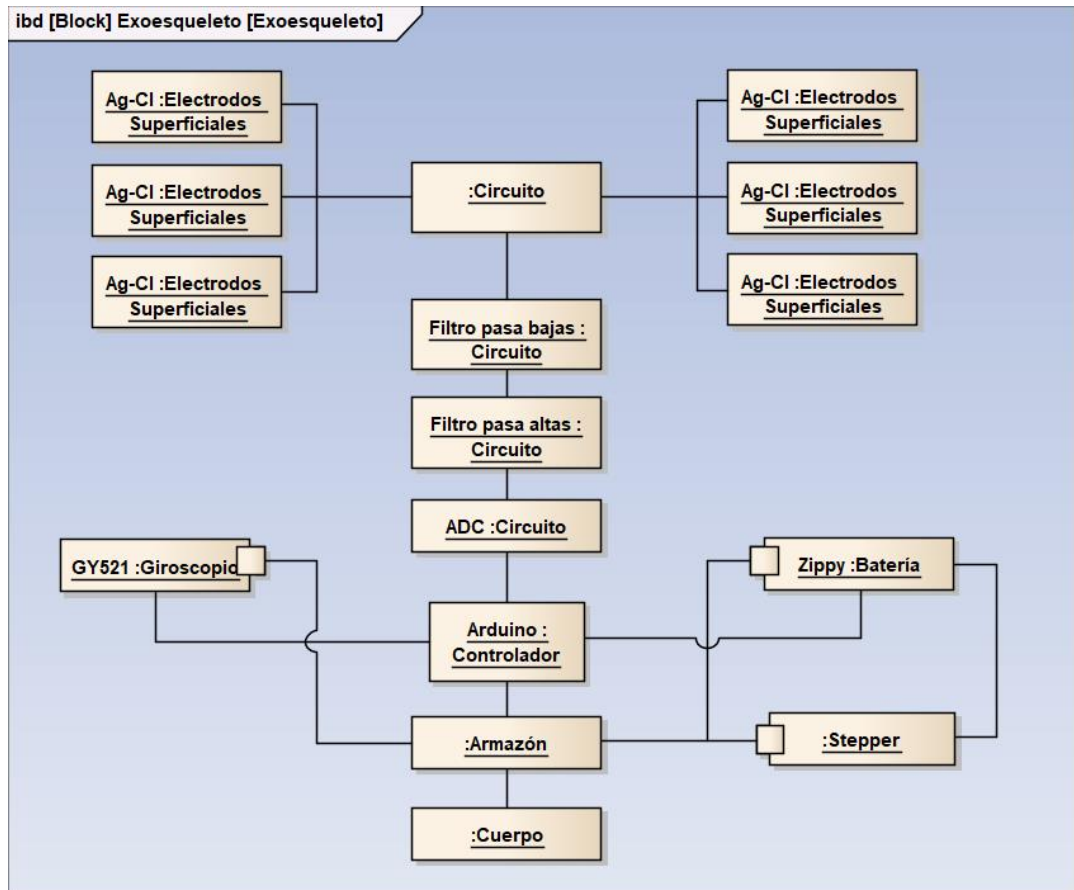 ibd [Block] Exoesqueleto [Exoesqueleto]
Ag-Cl :Electrodos
Superficiales
Ag-Cl :Electrodos
Superficiales
Ag-Cl :Electrodos
Superficiales
:Circuito
Ag-Cl :Electrodos
Superficiales
Ag-Cl :Electrodos
Superficiales
Ag-Cl :Electrodos
Superficiales
Filtro pasa bajas :
Circuito
Filtro pasa altas :
Circuito
ADC :Circuito
GY521 :Giroscopio
Zippy :Batería
Arduino :
Controlador
:Armazón
:Stepper
:Cuerpo